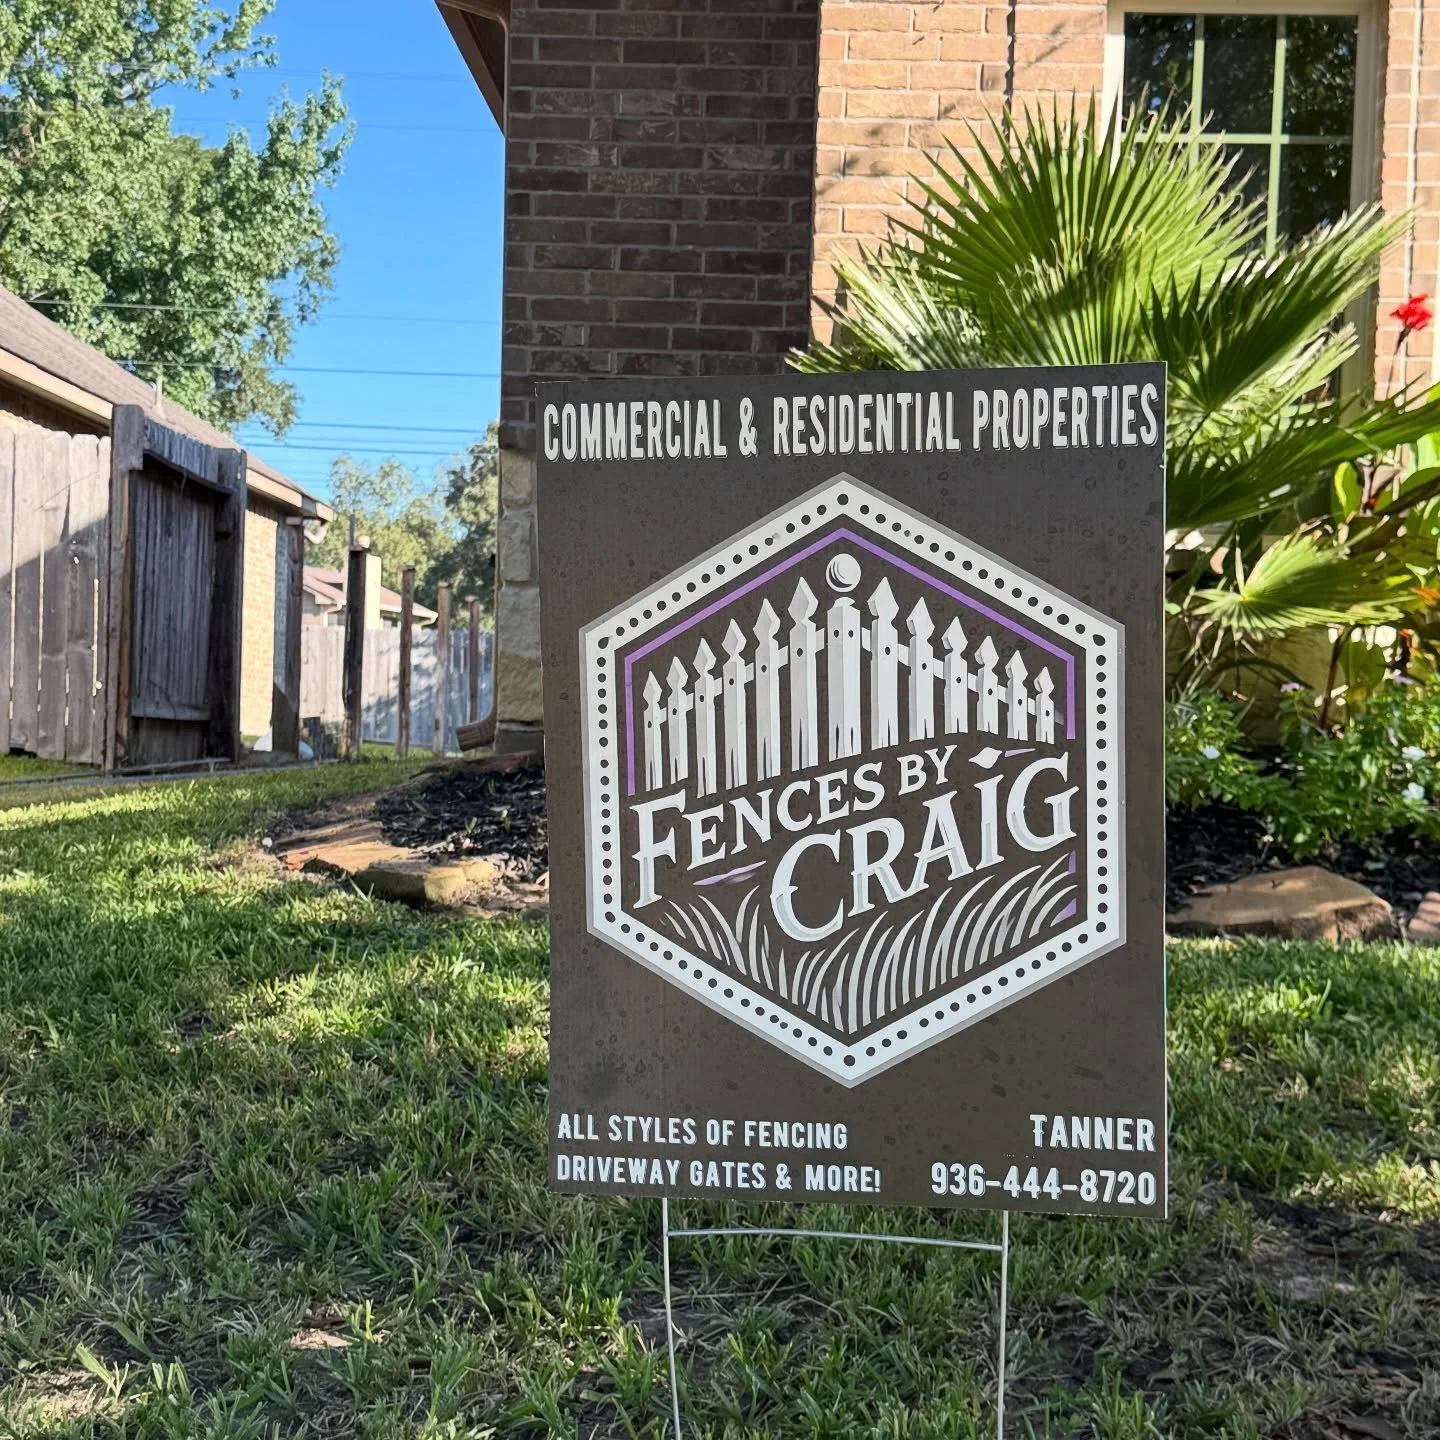 COMMERCIAL & RESIDENTIAL PROPERTIES
FENCES BY
CRAIG
ALL STYLES OF FENCING
DRIVEWAY GATES & MORE!
TANNER
936-444-8720